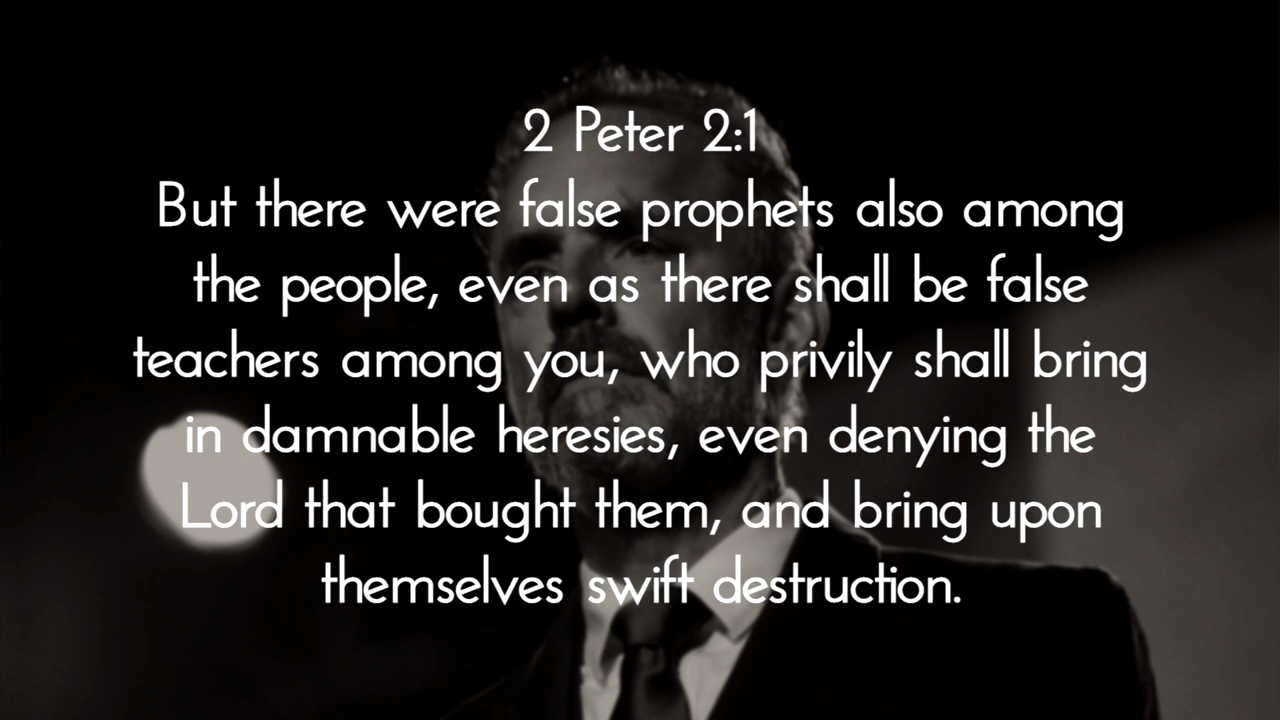 2 Peter 2:1
But there were false prophets also among
the people, even as there shall be false
teachers among you, who privily shall bring
in damnable heresies, even denying the
Lord that bought them, and bring upon
themselves swift destruction.